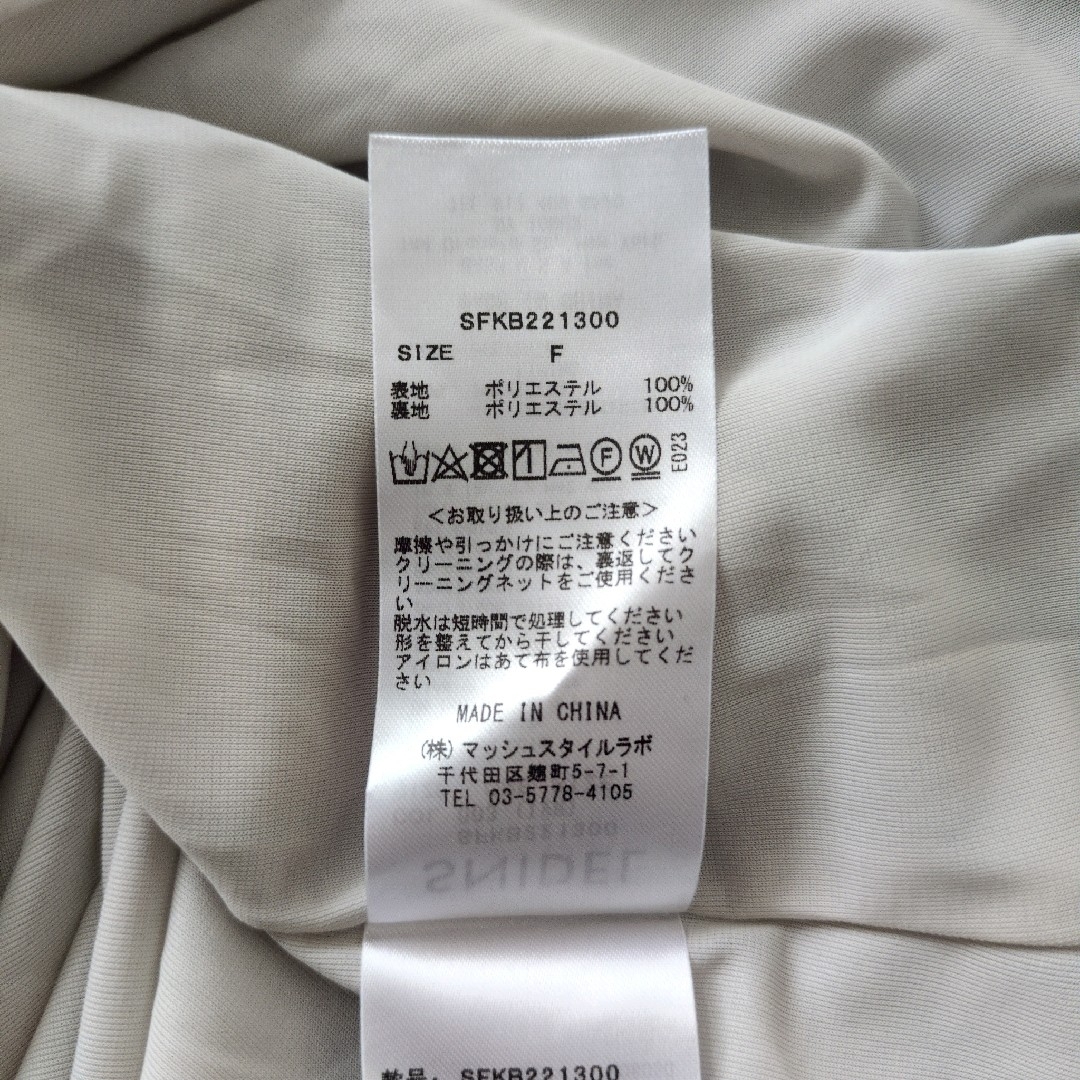 SFKB221300
SIZE F
表地 ポリエステル 100%
裏地 ポリエステル 100%
F W E023
<お取り扱い上のご注意>
摩擦や引っかけにご注意ください
クリーニングの際は、裏返してク
リーニングネットをご使用くださ
い
脱水は短時間で処理してください
形を整えてから干してください
アイロンはあて布を使用してくだ
さい
MADE IN CHINA
(株)マッシュスタイルラボ
千代田区麹町5-7-1
TEL 03-5778-4105
SFKB221300
SNIDEL
款号. SFKB221300